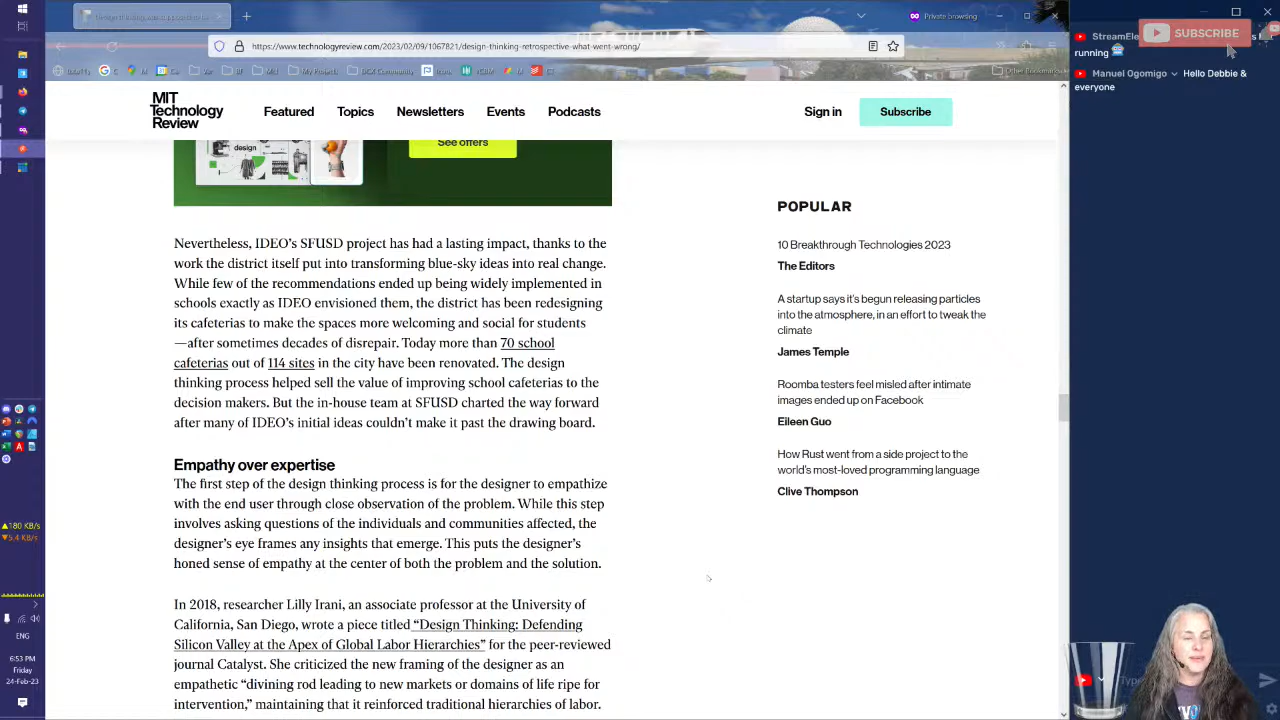 Private browsing
https://www.technologyreview.com/2023/02/09/1067821/design-thinking-retrospective-what-went-wrong/
Other Bookmarks
MIT
Technology
Review
Featured
Topics
Newsletters
Events
Podcasts
Sign in
Subscribe
design
See offers
Nevertheless, IDEO’s SFUSD project has had a lasting impact, thanks to the
work the district itself put into transforming blue-sky ideas into real change.
While few of the recommendations ended up being widely implemented in
schools exactly as IDEO envisioned them, the district has been redesigning
its cafeterias to make the spaces more welcoming and social for students
—after sometimes decades of disrepair. Today more than 70 school
cafeterias out of 114 sites in the city have been renovated. The design
thinking process helped sell the value of improving school cafeterias to the
decision makers. But the in-house team at SFUSD charted the way forward
after many of IDEO’s initial ideas couldn’t make it past the drawing board.
Empathy over expertise
The first step of the design thinking process is for the designer to empathize
with the end user through close observation of the problem. While this step
involves asking questions of the individuals and communities affected, the
designer’s eye frames any insights that emerge. This puts the designer’s
honed sense of empathy at the center of both the problem and the solution.
In 2018, researcher Lilly Irani, an associate professor at the University of
California, San Diego, wrote a piece titled “Design Thinking: Defending
Silicon Valley at the Apex of Global Labor Hierarchies” for the peer-reviewed
journal Catalyst. She criticized the new framing of the designer as an
empathetic “divining rod leading to new markets or domains of life ripe for
intervention,” maintaining that it reinforced traditional hierarchies of labor.
POPULAR
10 Breakthrough Technologies 2023
The Editors
A startup says it’s begun releasing particles
into the atmosphere, in an effort to tweak the
climate
James Temple
Roomba testers feel misled after intimate
images ended up on Facebook
Eileen Guo
How Rust went from a side project to the
world’s most-loved programming language
Clive Thompson
SUBSCRIBE
StreamEle
running
Manuel Ogomigo Hello Debbie &
everyone
180 KB/s
5.4 KB/s
ENG
6:53 PM
Friday
24-Feb-23